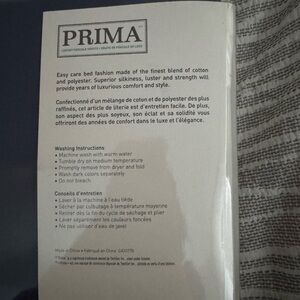 PRIMA
Easy care bed fashion made of the finest blend of cotton
and polyester. Superior silkiness, luster and strength will
provide years of luxurious comfort and style.
Confectionné d'un mélange de coton et de polyester des plus
raffinés, cet article de literie est d'entretien facile. De plus,
son aspect des plus soyeux, son éclat et sa solidité vous
offriront des années de confort dans le luxe et l'élégance.
Washing Instructions
• Machine wash with warm water
• Tumble dry on medium temperature
• Promptly remove from dryer and fold
• Wash dark colors separately
• Do not bleach
Conseils d'entretien
• Laver à la machine à l'eau tiède
• Sécher par culbutage à température moyenne
• Retirer dès la fin du cycle de séchage et plier
• Laver séparément les couleurs foncées
• Ne pas utiliser d'eau de javel
Made in China • Fabriqué en Chine